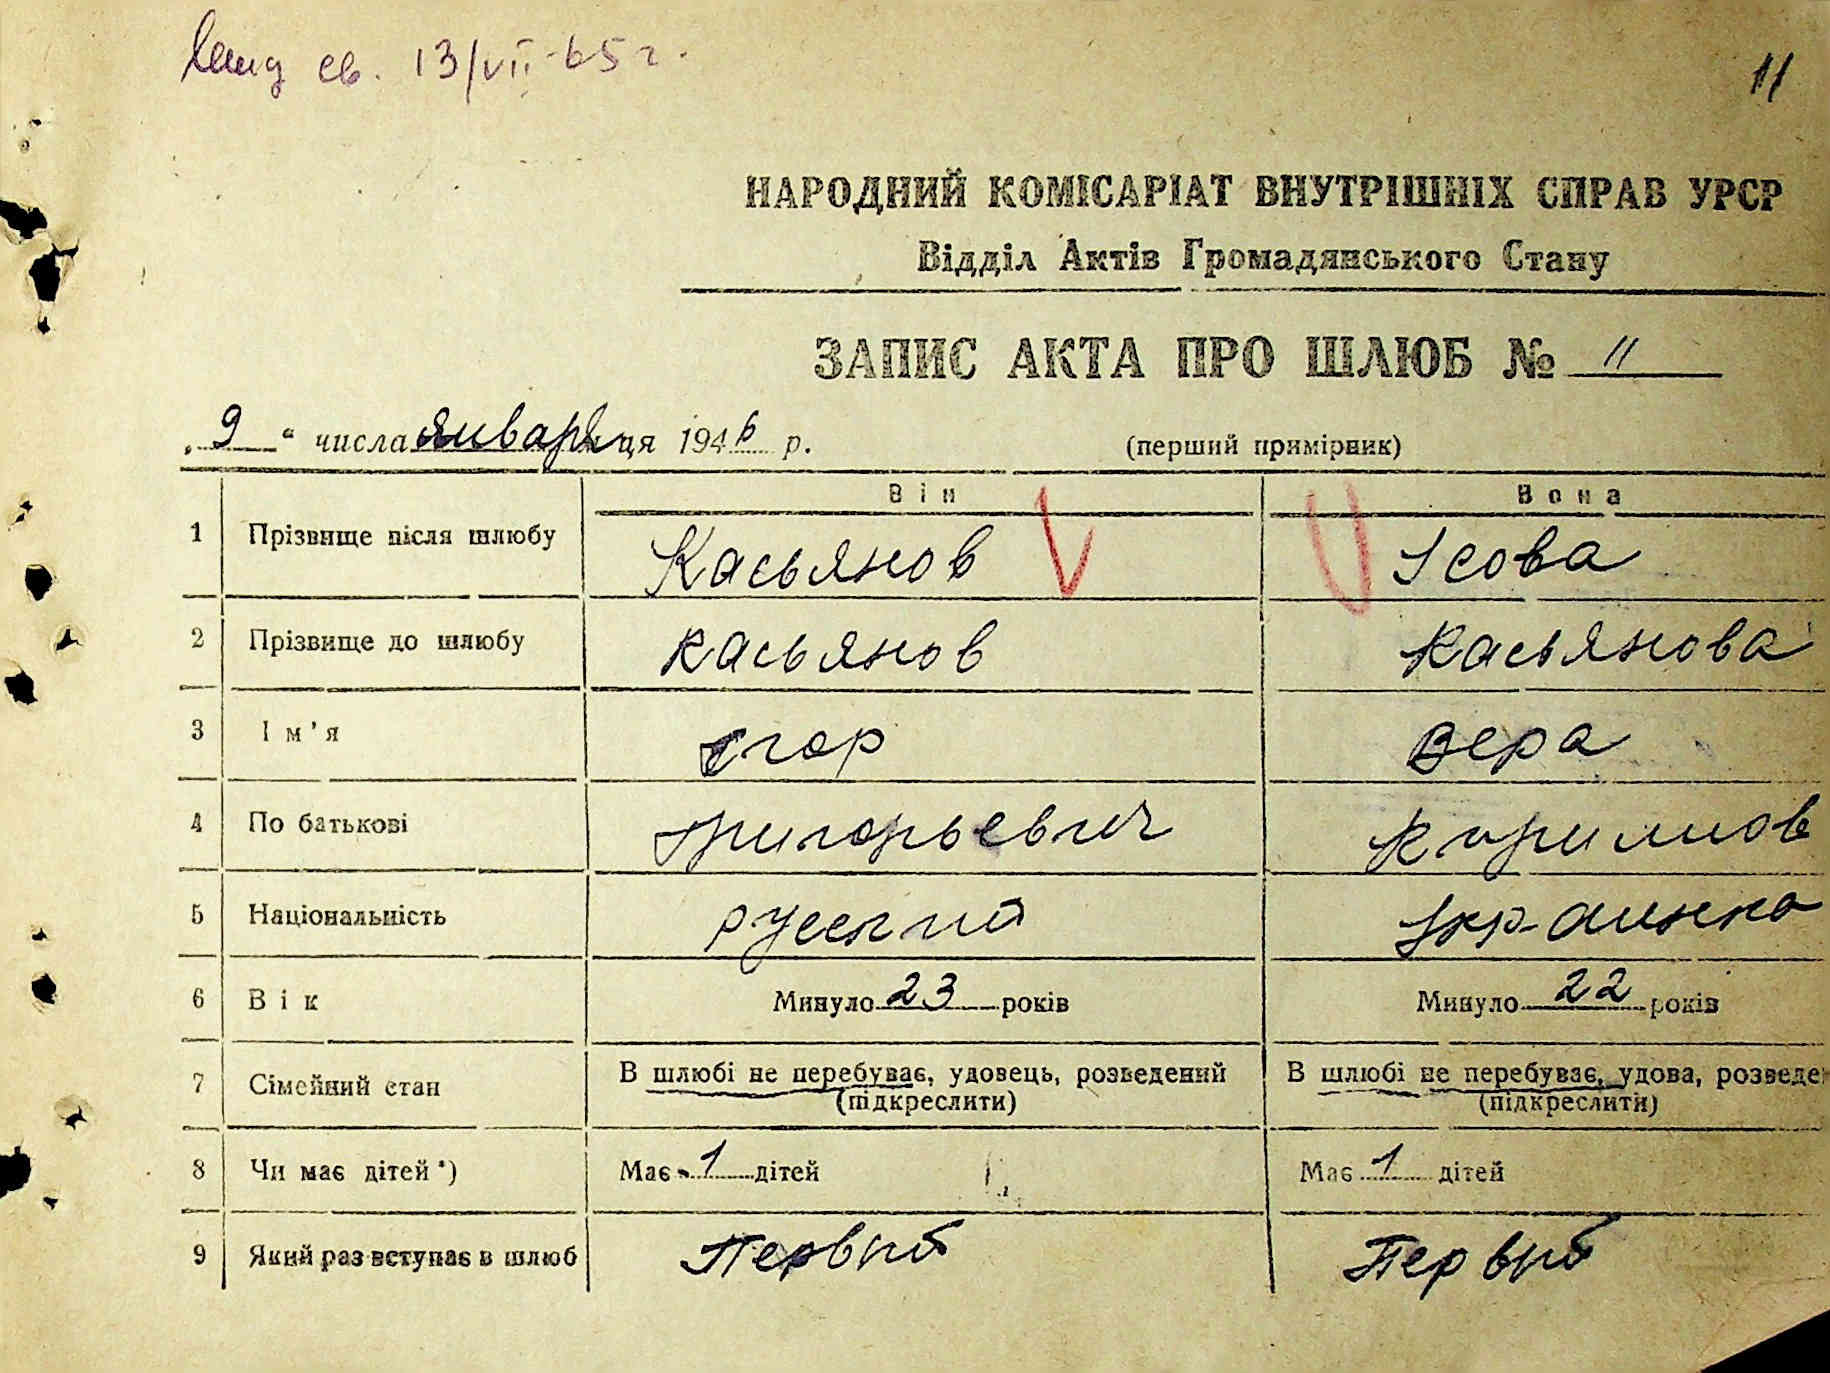 св. 13/VII-65 г.
11
НАРОДНИЙ КОМІСАРІАТ ВНУТРІШНІХ СПРАВ УРСР
Відділ Актів Громадянського Стану
ЗАПИС АКТА ПРО ШЛЮБ № 11
„ 9 “ числа января ця 1946 р. (перший примірник)
Він Вона
1 Прізвище після шлюбу Касьянов Усова
2 Прізвище до шлюбу Касьянов Касьянова
3 Ім'я Егор Вера
4 По батькові Григорьевич
5 Національність русский Украинка
6 Вік Минуло 23 років Минуло 22 років
7 Сімейний стан В шлюбі не перебуває, удовець, розведений В шлюбі не перебуває, удова, розведе
(підкреслити) (підкреслити)
8 Чи має дітей *) Має 1 дітей Має 1 дітей
9 Який раз вступає в шлюб Первый Первый